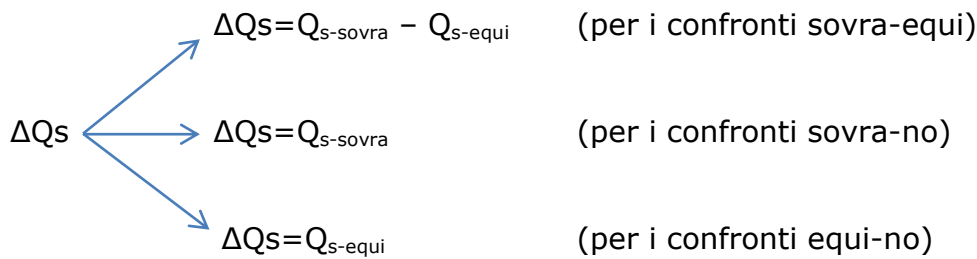 ΔQs=Qs-sovra – Qs-equi (per i confronti sovra-equi)
ΔQs ΔQs=Qs-sovra (per i confronti sovra-no)
ΔQs=Qs-equi (per i confronti equi-no)